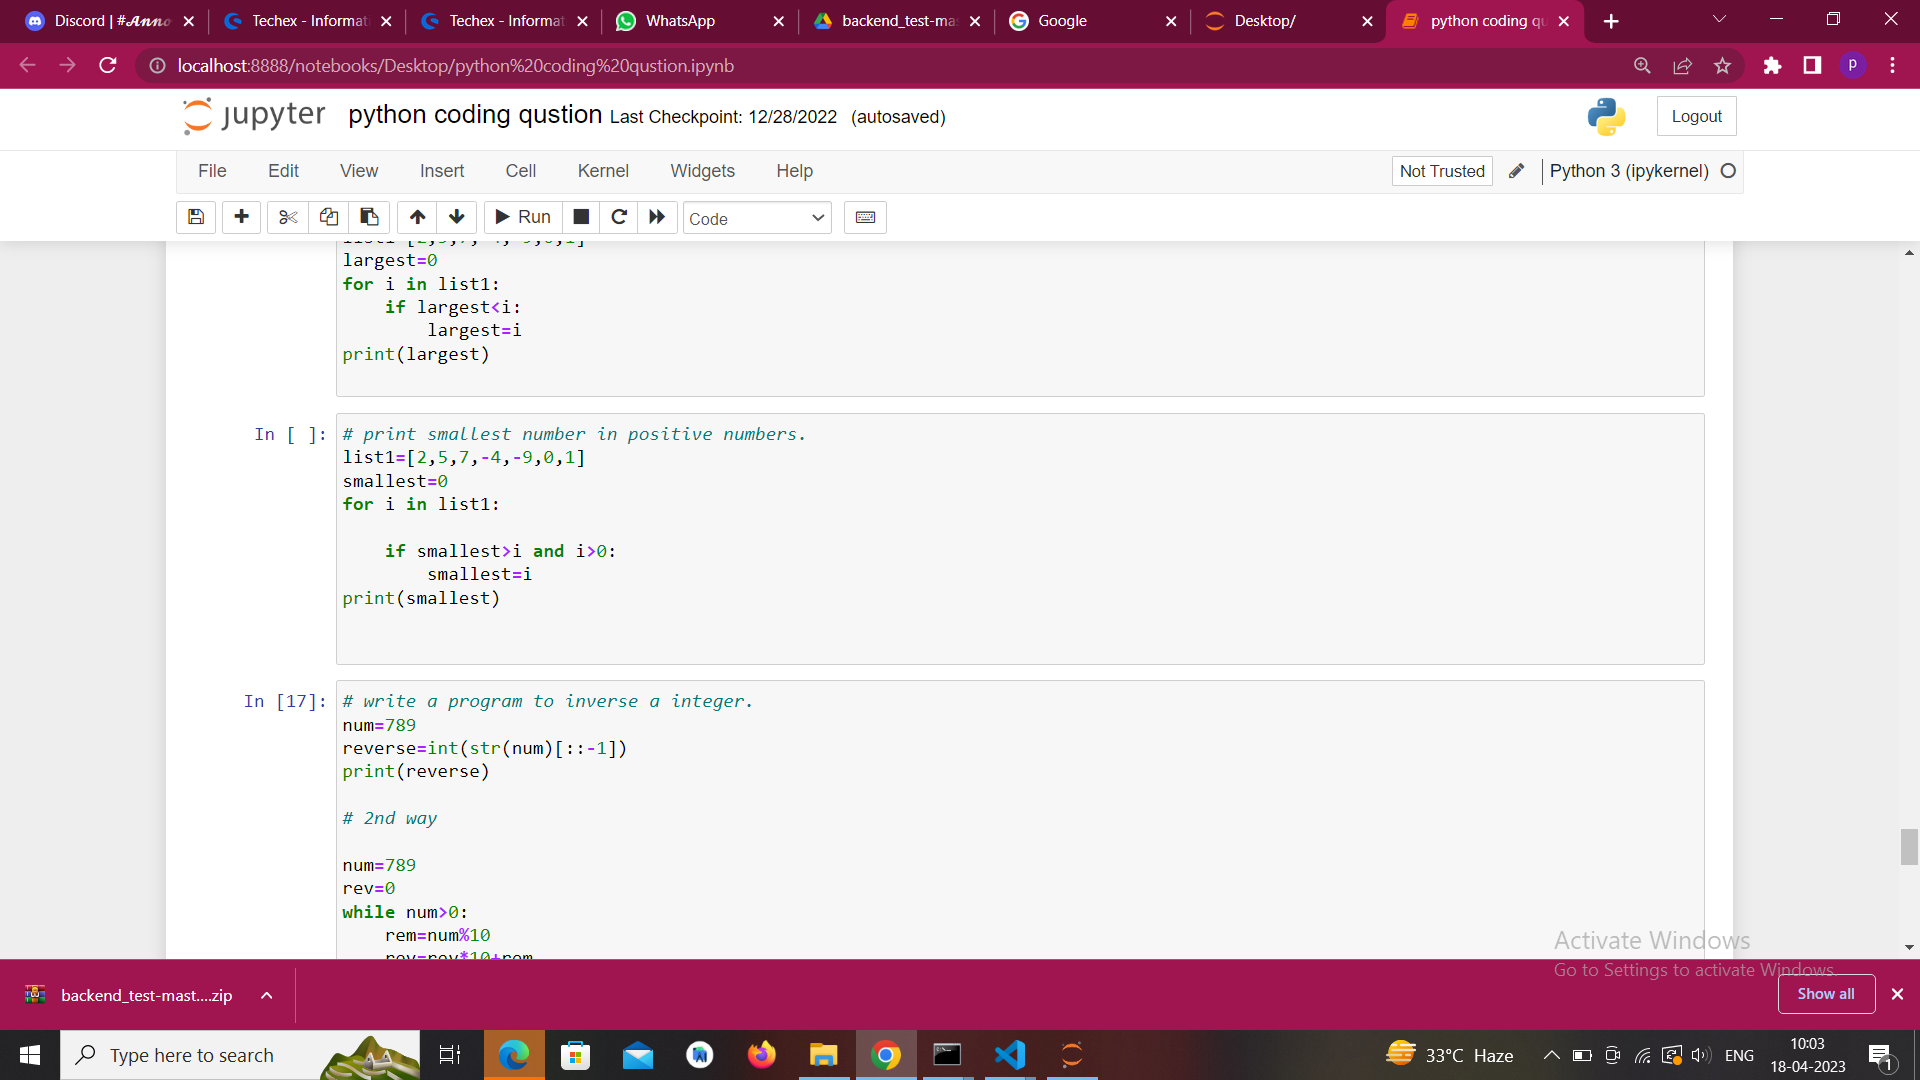 Discord | #𝓐𝓷𝓷𝓸
Techex - Informati
Techex - Informat
WhatsApp
backend_test-mas
Google
Desktop/
python coding qu
localhost:8888/notebooks/Desktop/python%20coding%20qustion.ipynb
P
jupyter python coding qustion Last Checkpoint: 12/28/2022 (autosaved)
Logout
File Edit View Insert Cell Kernel Widgets Help
Not Trusted
Python 3 (ipykernel)
Run
Code
largest=0
for i in list1:
    if largest<i:
        largest=i
print(largest)
In [ ]:
# print smallest number in positive numbers.
list1=[2,5,7,-4,-9,0,1]
smallest=0
for i in list1:
    if smallest>i and i>0:
        smallest=i
print(smallest)
In [17]:
# write a program to inverse a integer.
num=789
reverse=int(str(num)[::-1])
print(reverse)
# 2nd way
num=789
rev=0
while num>0:
    rem=num%10
    rev=rev*10+rem
Activate Windows
Go to Settings to activate Windows.
backend_test-mast....zip
Show all
Type here to search
33°C Haze
ENG
10:03
18-04-2023
1